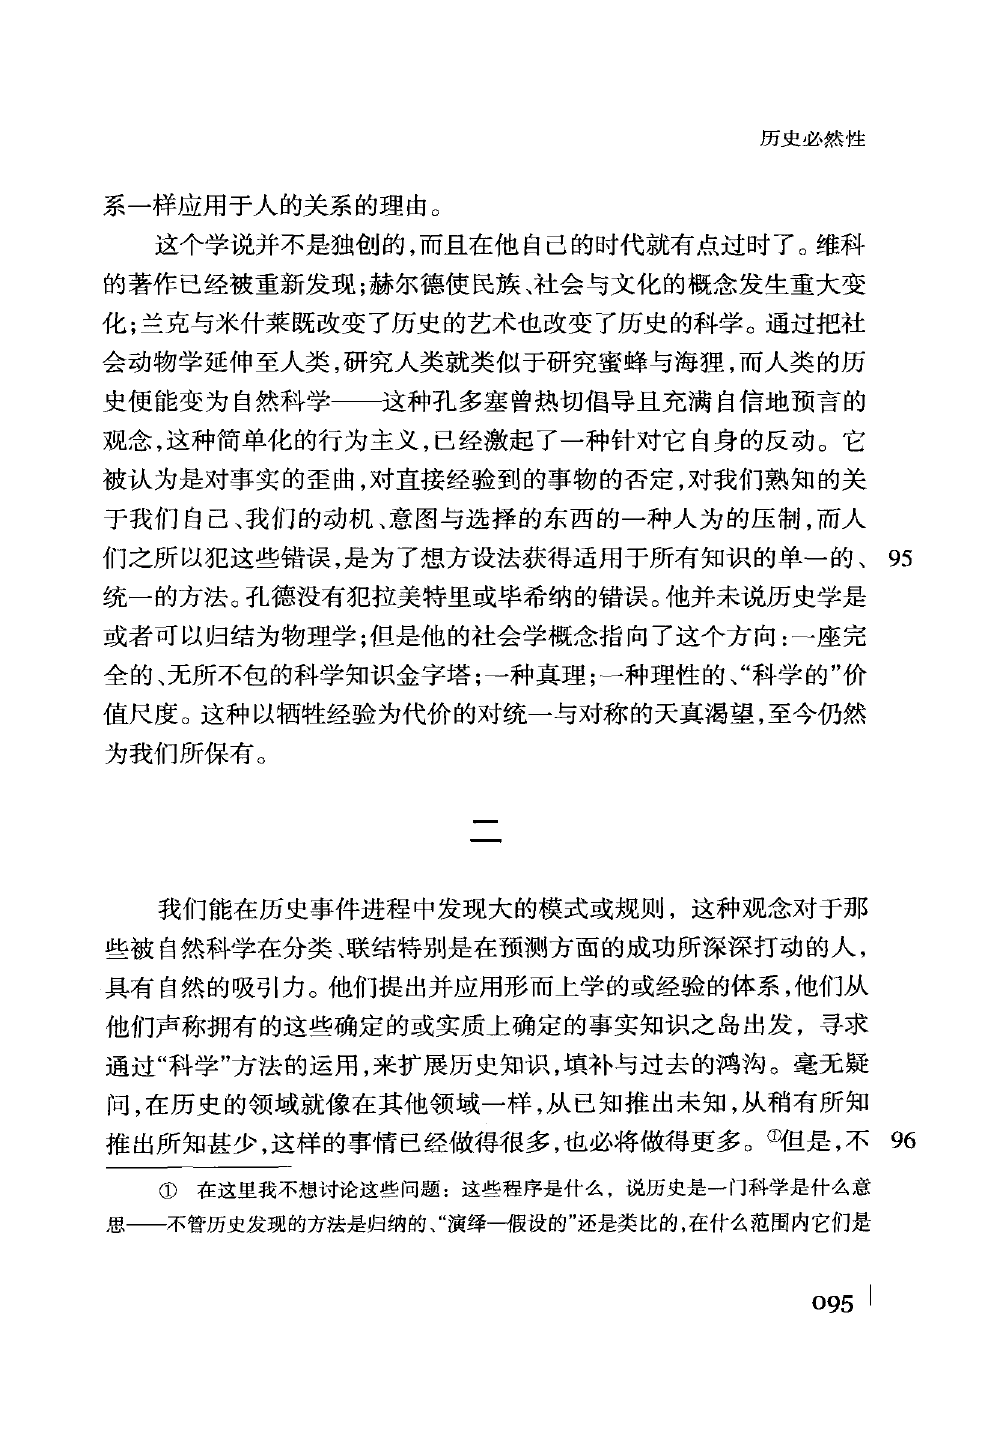 历史必然性
系一样应用于人的关系的理由。
这个学说并不是独创的,而且在他自己的时代就有点过时了。维科
的著作已经被重新发现;赫尔德使民族、社会与文化的概念发生重大变
化;兰克与米什莱既改变了历史的艺术也改变了历史的科学。通过把社
会动物学延伸至人类,研究人类就类似于研究蜜蜂与海狸,而人类的历
史便能变为自然科学——这种孔多塞曾热切倡导且充满自信地预言的
观念,这种简单化的行为主义,已经激起了一种针对它自身的反动。它
被认为是对事实的歪曲,对直接经验到的事物的否定,对我们熟知的关
于我们自己、我们的动机、意图与选择的东西的一种人为的压制,而人
们之所以犯这些错误,是为了想方设法获得适用于所有知识的单一的、 95
统一的方法。孔德没有犯拉美特里或毕希纳的错误。他并未说历史学是
或者可以归结为物理学;但是他的社会学概念指向了这个方向:一座完
全的、无所不包的科学知识金字塔;一种真理;一种理性的、“科学的”价
值尺度。这种以牺牲经验为代价的对统一与对称的天真渴望,至今仍然
为我们所保有。
二
我们能在历史事件进程中发现大的模式或规则，这种观念对于那
些被自然科学在分类、联结特别是在预测方面的成功所深深打动的人，
具有自然的吸引力。他们提出并应用形而上学的或经验的体系,他们从
他们声称拥有的这些确定的或实质上确定的事实知识之岛出发，寻求
通过“科学”方法的运用,来扩展历史知识,填补与过去的鸿沟。毫无疑
问,在历史的领域就像在其他领域一样,从已知推出未知,从稍有所知
推出所知甚少,这样的事情已经做得很多,也必将做得更多。①但是,不 96
① 在这里我不想讨论这些问题：这些程序是什么，说历史是一门科学是什么意
思——不管历史发现的方法是归纳的、“演绎—假设的”还是类比的,在什么范围内它们是
095